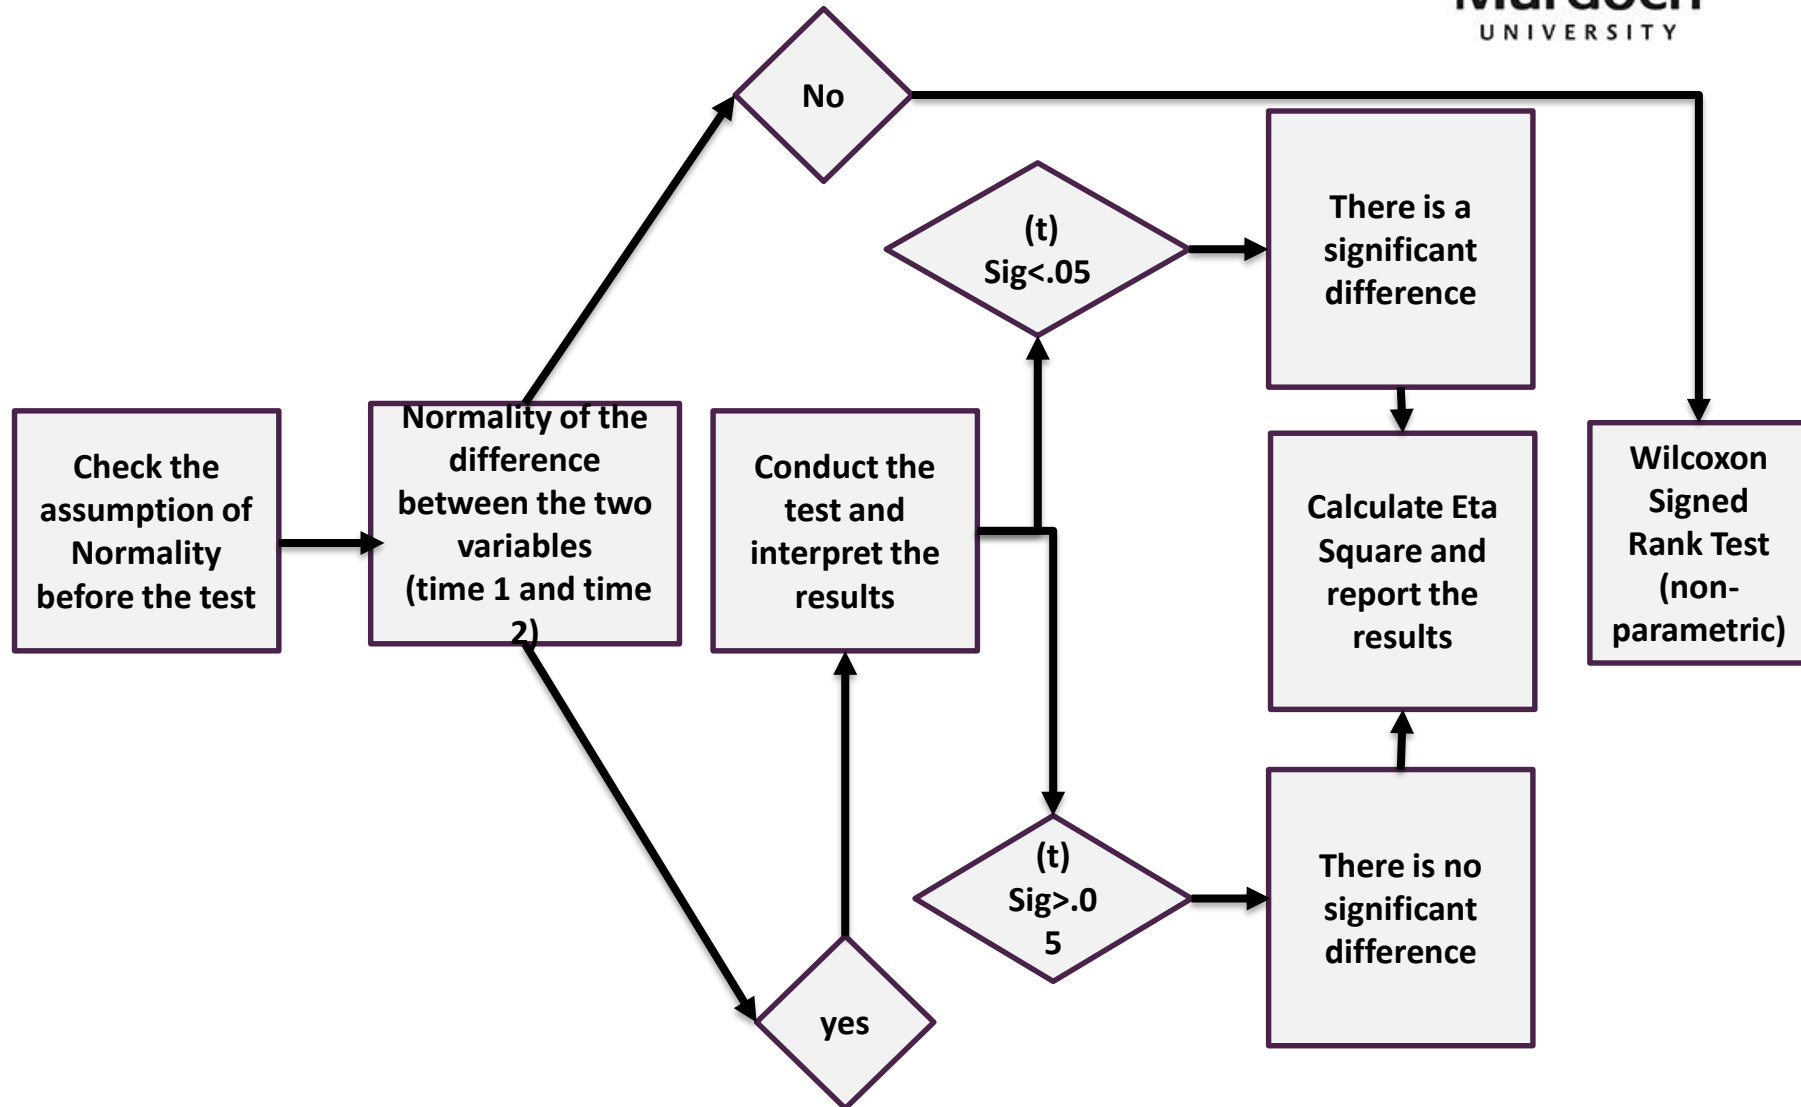 Murdoch
UNIVERSITY
No
(t)
Sig<.05
There is a
significant
difference
Check the
assumption of
Normality
before the test
Normality of the
difference
between the two
variables
(time 1 and time
2)
Conduct the
test and
interpret the
results
Calculate Eta
Square and
report the
results
Wilcoxon
Signed
Rank Test
(non-
parametric)
(t)
Sig>.0
5
There is no
significant
difference
yes